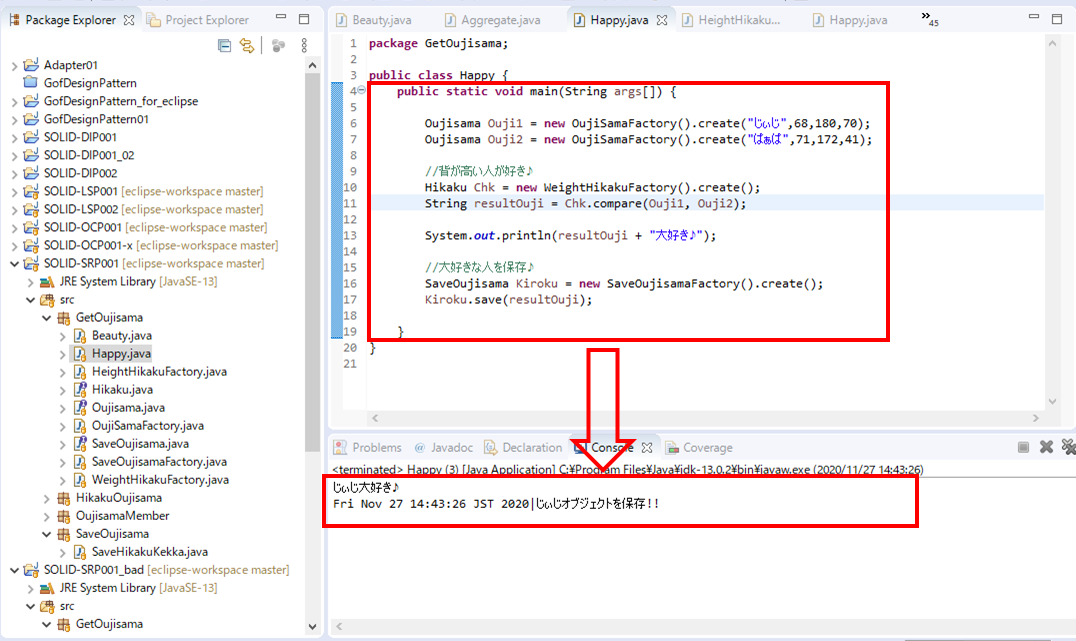 Package Explorer
Project Explorer
Adapter01
GofDesignPattern
GofDesignPattern_for_eclipse
GofDesignPattern01
SOLID-DIP001
SOLID-DIP001_02
SOLID-DIP002
SOLID-LSP001 [eclipse-workspace master]
SOLID-LSP002 [eclipse-workspace master]
SOLID-OCP001 [eclipse-workspace master]
SOLID-OCP001-x [eclipse-workspace master]
SOLID-SRP001 [eclipse-workspace master]
JRE System Library [JavaSE-13]
src
GetOujisama
Beauty.java
Happy.java
HeightHikakuFactory.java
Hikaku.java
Oujisama.java
OujiSamaFactory.java
SaveOujisama.java
SaveOujisamaFactory.java
WeightHikakuFactory.java
HikakuOujisama
OujisamaMember
SaveOujisama
SaveHikakuKekka.java
SOLID-SRP001_bad [eclipse-workspace master]
JRE System Library [JavaSE-13]
src
GetOujisama
Beauty.java
Aggregate.java
Happy.java
HeightHikaku...
Happy.java
»45
1 package GetOujisama;
2
3 public class Happy {
4 public static void main(String args[]) {
5
6 Oujisama Ouji1 = new OujiSamaFactory().create("じぃじ",68,180,70);
7 Oujisama Ouji2 = new OujiSamaFactory().create("ばぁば",71,172,41);
8
9 //背が高い人が好き♪
10 Hikaku Chk = new WeightHikakuFactory().create();
11 String resultOuji = Chk.compare(Ouji1, Ouji2);
12
13 System.out.println(resultOuji + "大好き♪");
14
15 //大好きな人を保存♪
16 SaveOujisama Kiroku = new SaveOujisamaFactory().create();
17 Kiroku.save(resultOuji);
18
19 }
20 }
21
Problems
@ Javadoc
Declaration
Console
Coverage
<terminated> Happy (3) [Java Application] C:¥Program Files¥Java¥jdk-13.0.2¥bin¥javaw.exe (2020/11/27 14:43:26)
じぃじ大好き♪
Fri Nov 27 14:43:26 JST 2020|じぃじオブジェクトを保存!!